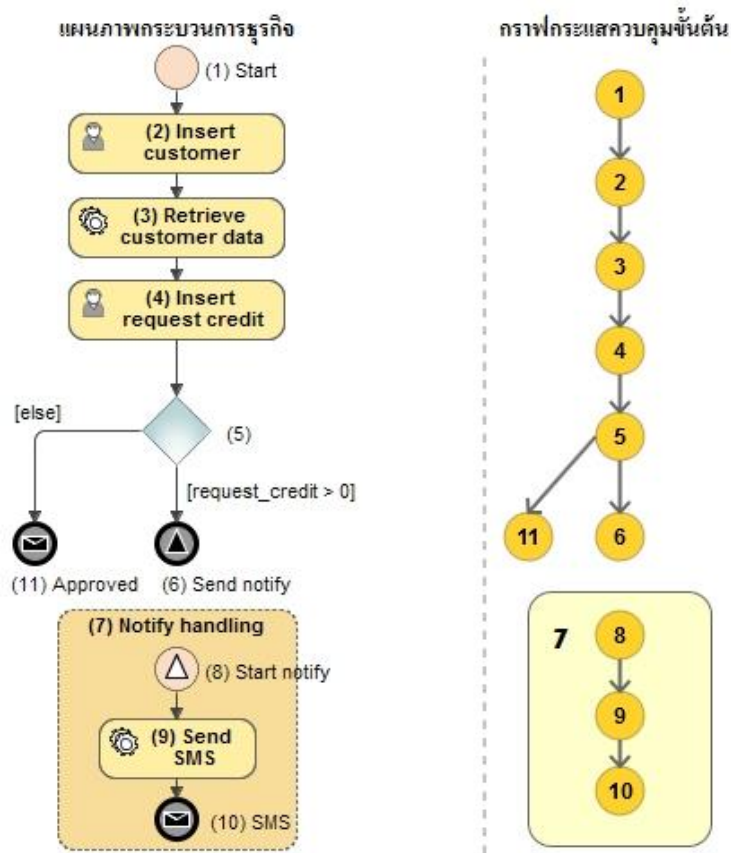 แผนภาพกระบวนการธุรกิจ
(1) Start
(2) Insert
customer
(3) Retrieve
customer data
(4) Insert
request credit
[else]
(5)
[request_credit > 0]
(11) Approved
(6) Send notify
(7) Notify handling
(8) Start notify
(9) Send
SMS
(10) SMS
กราฟกระแสควบคุมขั้นต้น
1
2
3
4
5
11
6
7
8
9
10